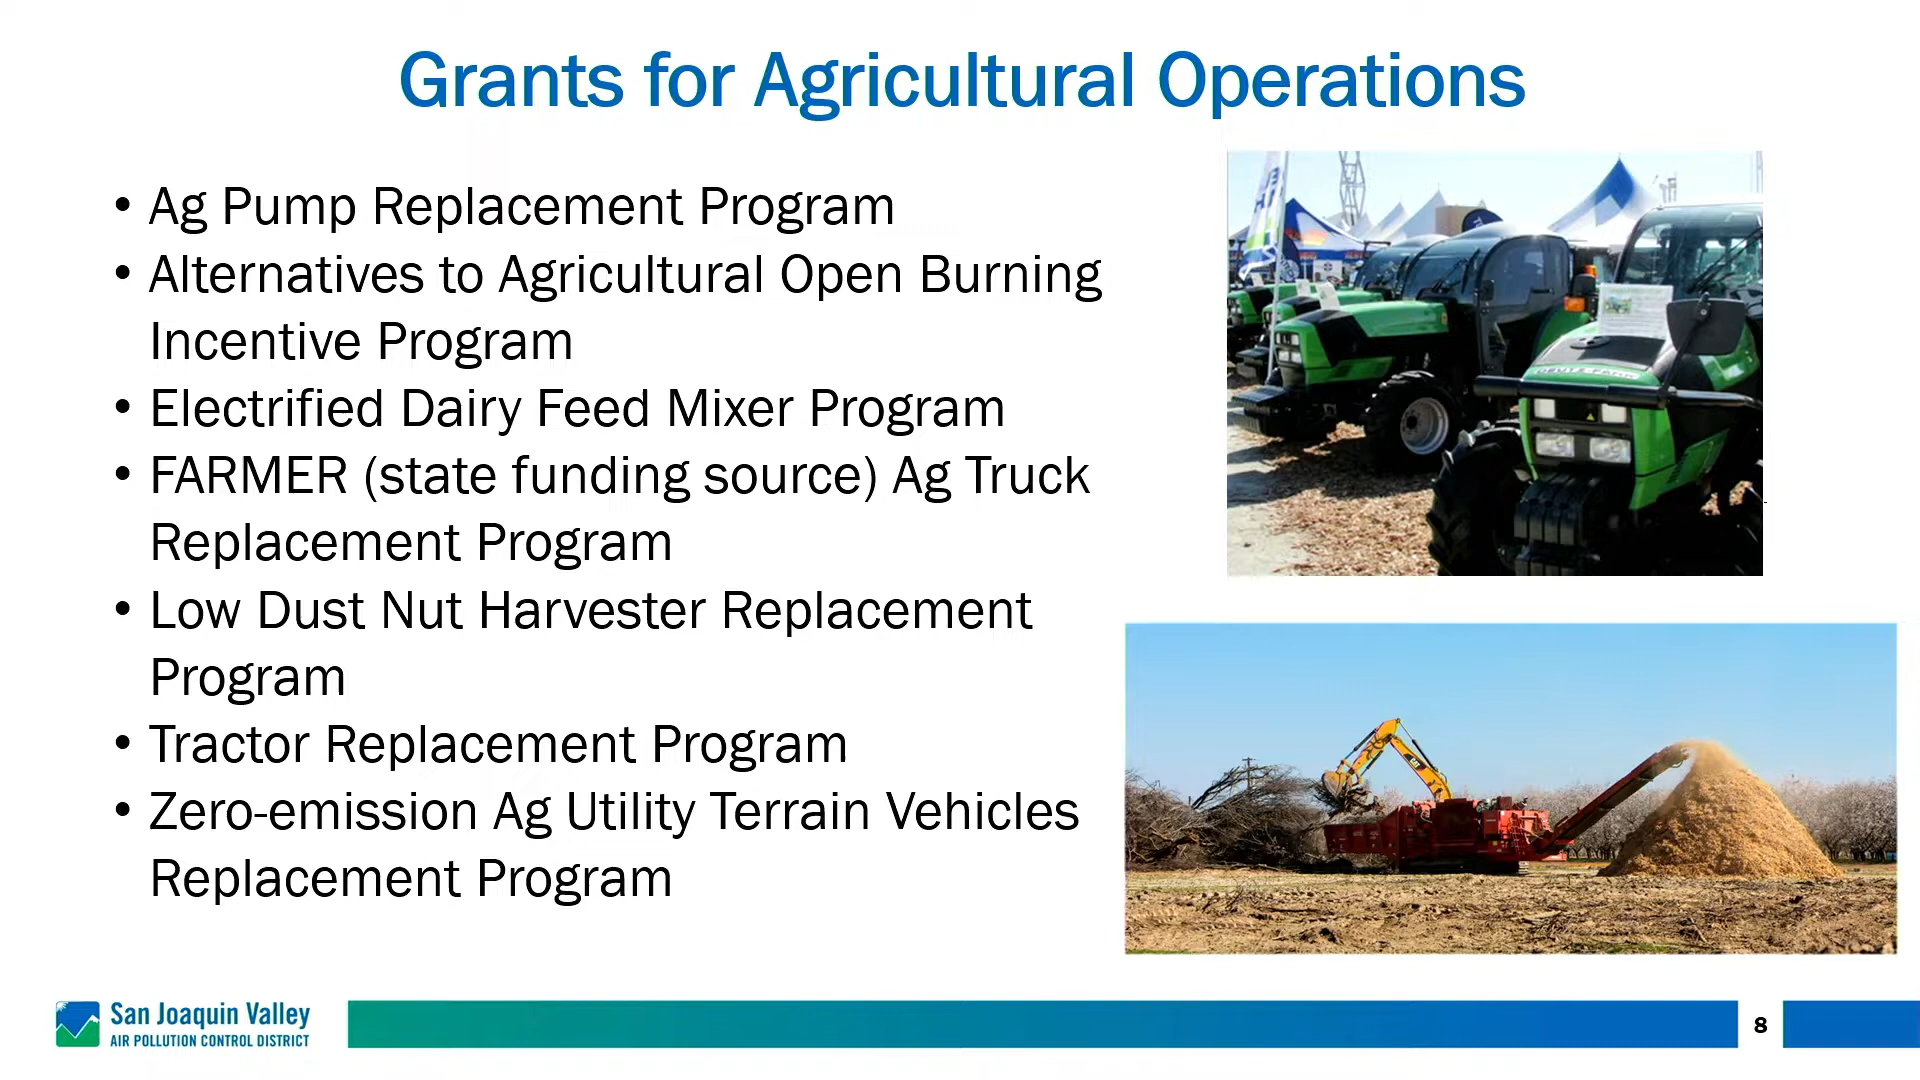 Grants for Agricultural Operations
• Ag Pump Replacement Program
• Alternatives to Agricultural Open Burning
Incentive Program
• Electrified Dairy Feed Mixer Program
• FARMER (state funding source) Ag Truck
Replacement Program
• Low Dust Nut Harvester Replacement
Program
• Tractor Replacement Program
• Zero-emission Ag Utility Terrain Vehicles
Replacement Program
San Joaquin Valley
AIR POLLUTION CONTROL DISTRICT
8